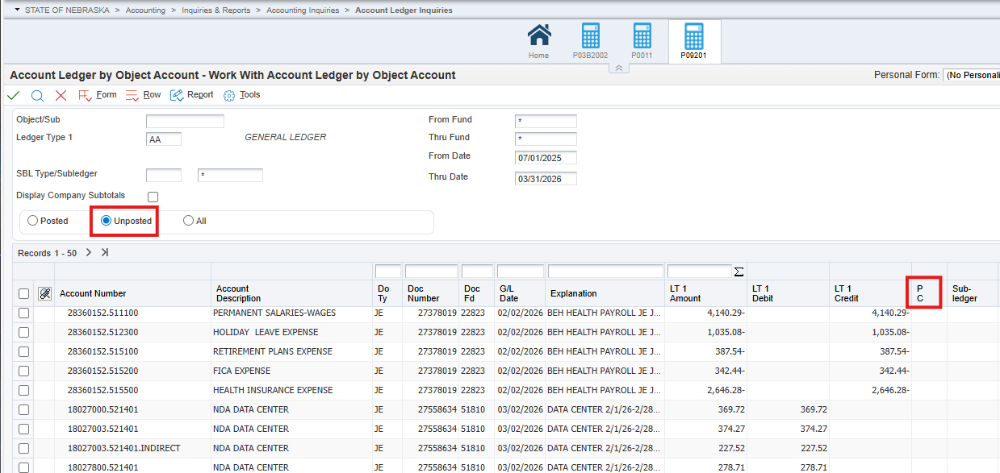 STATE OF NEBRASKA > Accounting > Inquiries & Reports > Accounting Inquiries > Account Ledger Inquiries
Home P03B2002 P0011 P09201
Account Ledger by Object Account - Work With Account Ledger by Object Account Personal Form: (No Personali
Form Row Report Tools
Object/Sub From Fund *
Ledger Type 1 AA GENERAL LEDGER Thru Fund *
From Date 07/01/2025
SBL Type/Subledger * Thru Date 03/31/2026
Display Company Subtotals
Posted Unposted All
Records 1 - 50
Account Number Account Description Do Ty Doc Number Doc Fd G/L Date Explanation LT 1 Amount LT 1 Debit LT 1 Credit P C Sub-ledger
28360152.511100 PERMANENT SALARIES-WAGES JE 27378019 22823 02/02/2026 BEH HEALTH PAYROLL JE J... 4,140.29- 4,140.29-
28360152.512300 HOLIDAY LEAVE EXPENSE JE 27378019 22823 02/02/2026 BEH HEALTH PAYROLL JE J... 1,035.08- 1,035.08-
28360152.515100 RETIREMENT PLANS EXPENSE JE 27378019 22823 02/02/2026 BEH HEALTH PAYROLL JE J... 387.54- 387.54-
28360152.515200 FICA EXPENSE JE 27378019 22823 02/02/2026 BEH HEALTH PAYROLL JE J... 342.44- 342.44-
28360152.515500 HEALTH INSURANCE EXPENSE JE 27378019 22823 02/02/2026 BEH HEALTH PAYROLL JE J... 2,646.28- 2,646.28-
18027000.521401 NDA DATA CENTER JE 27558634 51810 03/02/2026 DATA CENTER 2/1/26-2/28... 369.72 369.72
18027003.521401 NDA DATA CENTER JE 27558634 51810 03/02/2026 DATA CENTER 2/1/26-2/28... 374.27 374.27
18027003.521401.INDIRECT NDA DATA CENTER JE 27558634 51810 03/02/2026 DATA CENTER 2/1/26-2/28... 227.52 227.52
18027800.521401 NDA DATA CENTER JE 27558634 51810 03/02/2026 DATA CENTER 2/1/26-2/28... 278.71 278.71